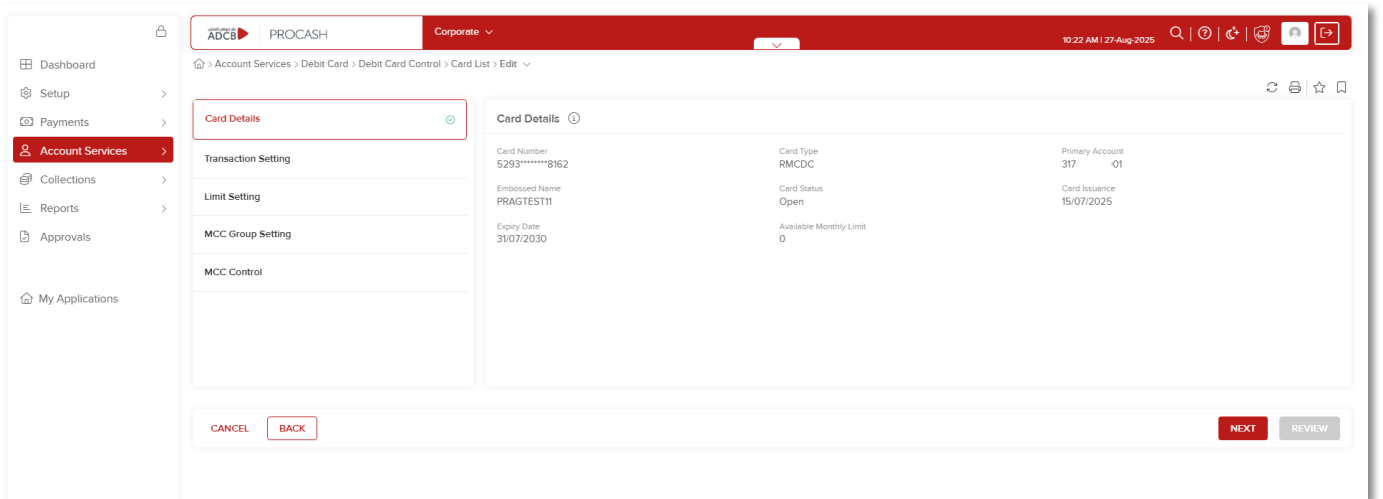 ADCB
PROCASH
Corporate
10:22 AM | 27-Aug-2025
Dashboard
Setup
Payments
Account Services
Collections
Reports
Approvals
My Applications
> Account Services > Debit Card > Debit Card Control > Card List > Edit
Card Details
Transaction Setting
Limit Setting
MCC Group Setting
MCC Control
Card Details
Card Number
5293********8162
Card Type
RMCDC
Primary Account
317 01
Embossed Name
PRAGTEST11
Card Status
Open
Card Issuance
15/07/2025
Expiry Date
31/07/2030
Available Monthly Limit
0
CANCEL
BACK
NEXT
REVIEW